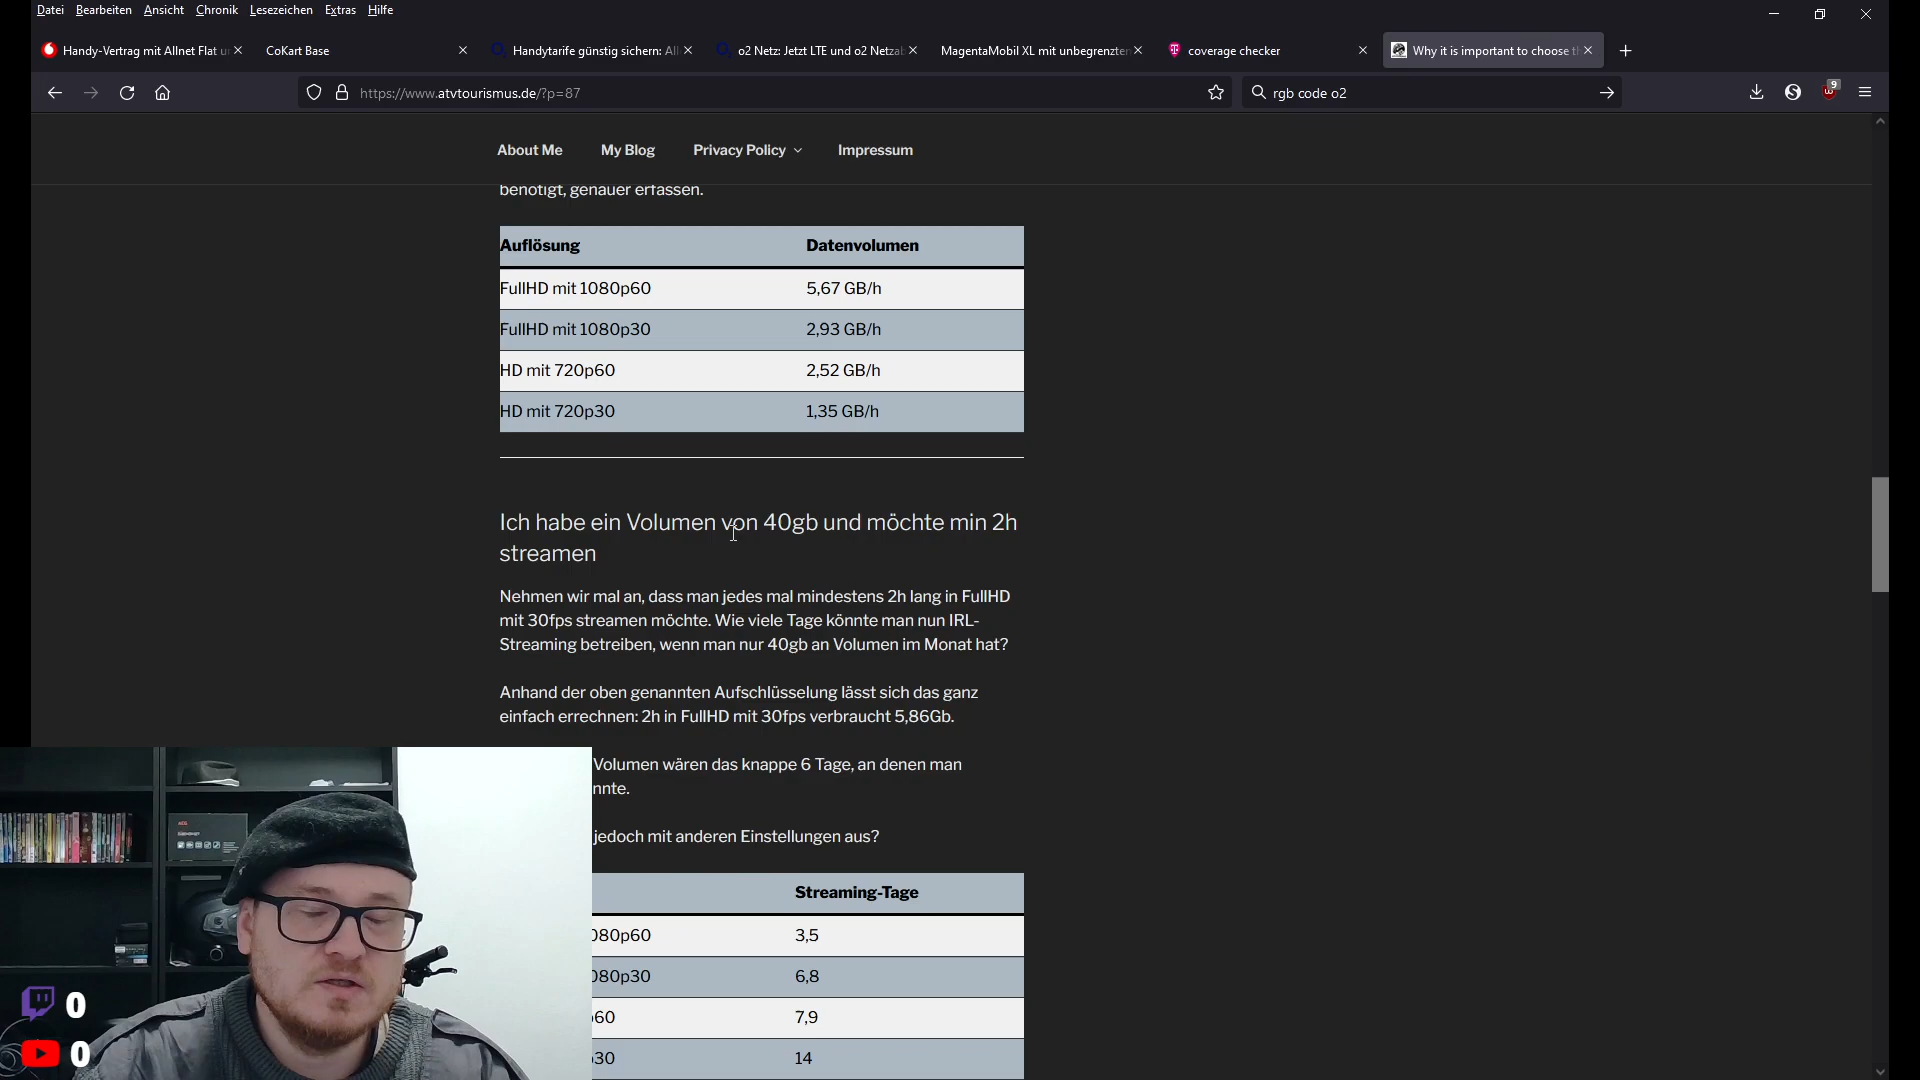 Datei Bearbeiten Ansicht Chronik Lesezeichen Extras Hilfe
Handy-Vertrag mit Allnet Flat u CoKart Base Handytarife günstig sichern: All o2 Netz: Jetzt LTE und o2 Netza MagentaMobil XL mit unbegrenzter coverage checker Why it is important to choose t
https://www.atvtourismus.de/?p=87 rgb code o2 9
About Me My Blog Privacy Policy Impressum
benötigt, genauer erfassen.
Auflösung Datenvolumen
FullHD mit 1080p60 5,67 GB/h
FullHD mit 1080p30 2,93 GB/h
HD mit 720p60 2,52 GB/h
HD mit 720p30 1,35 GB/h
Ich habe ein Volumen von 40gb und möchte min 2h
streamen
Nehmen wir mal an, dass man jedes mal mindestens 2h lang in FullHD
mit 30fps streamen möchte. Wie viele Tage könnte man nun IRL-
Streaming betreiben, wenn man nur 40gb an Volumen im Monat hat?
Anhand der oben genannten Aufschlüsselung lässt sich das ganz
einfach errechnen: 2h in FullHD mit 30fps verbraucht 5,86Gb.
Volumen wären das knappe 6 Tage, an denen man
nnte.
jedoch mit anderen Einstellungen aus?
Streaming-Tage
080p60 3,5
080p30 6,8
p60 7,9
p30 14
0
0